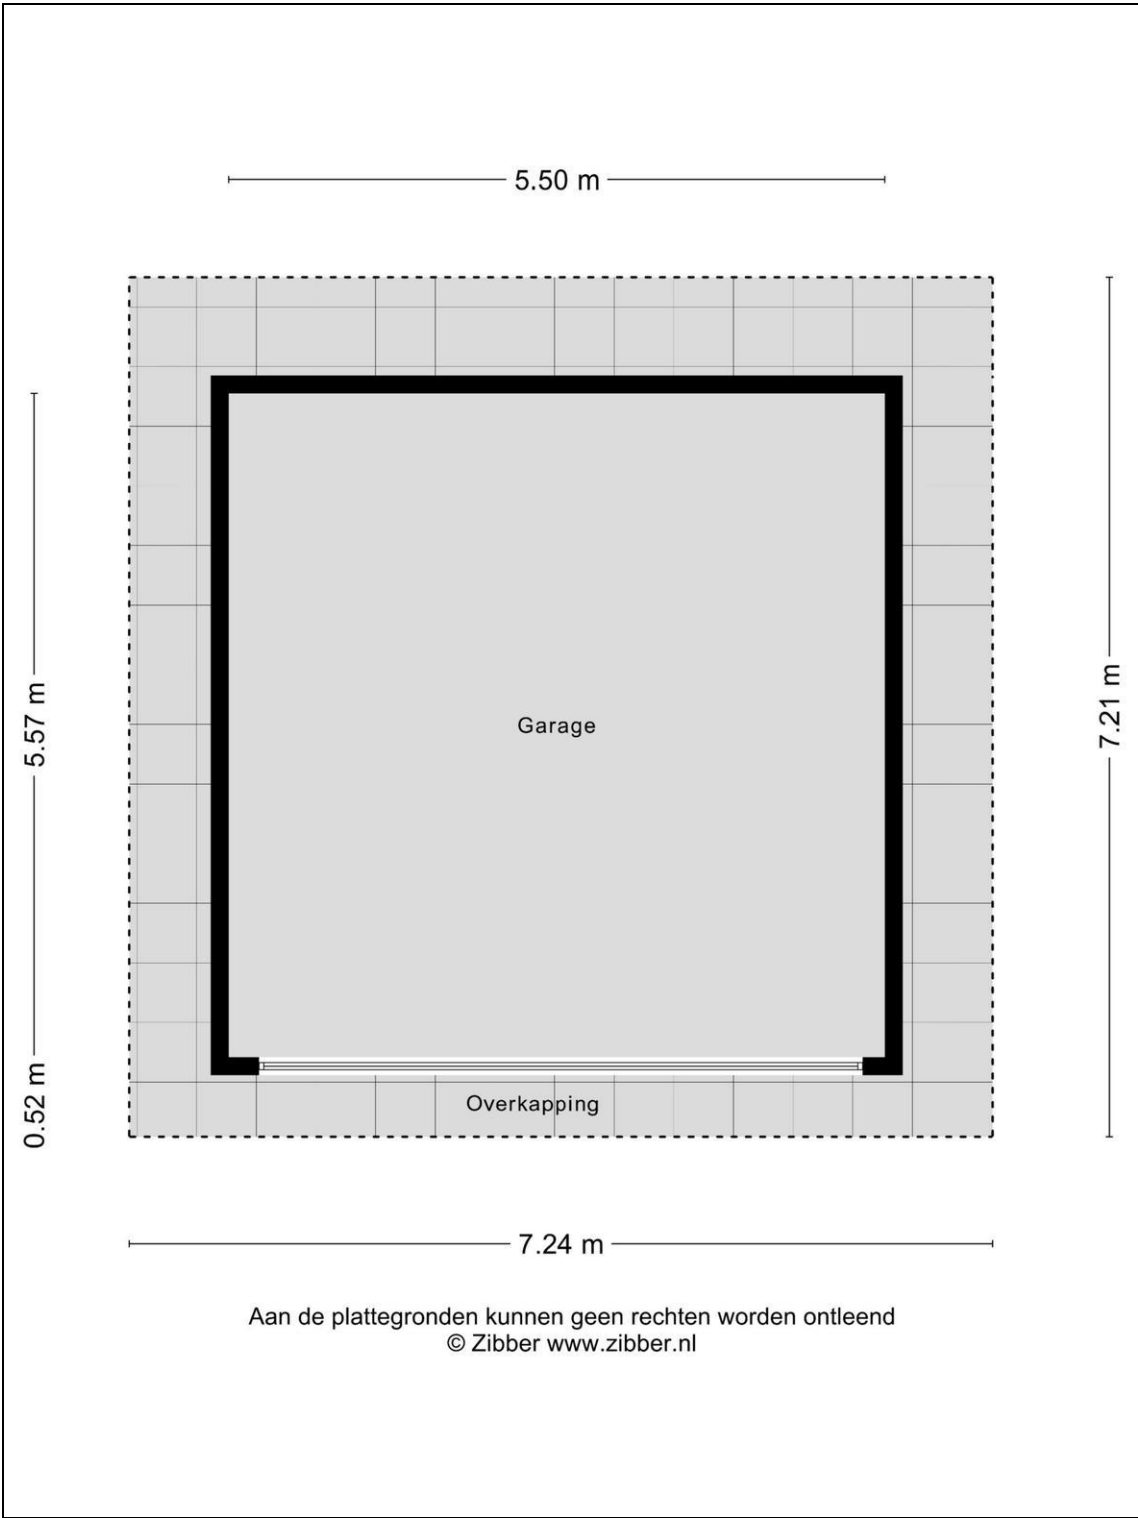 5.50 m
5.57 m
7.21 m
Garage
0.52 m
Overkapping
7.24 m
Aan de plattegronden kunnen geen rechten worden ontleend
© Zibber www.zibber.nl